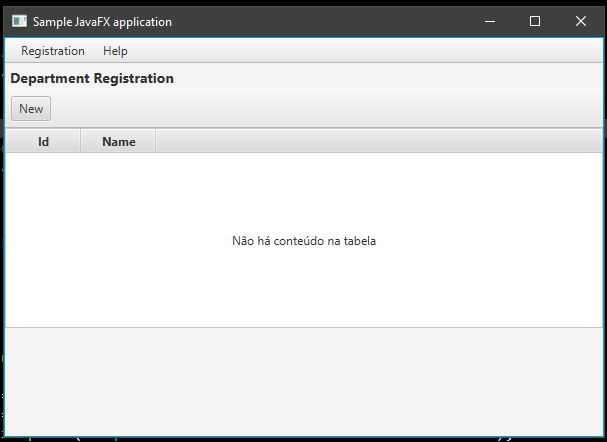 Sample JavaFX application
Registration Help
Department Registration
New
Id Name
Não há conteúdo na tabela